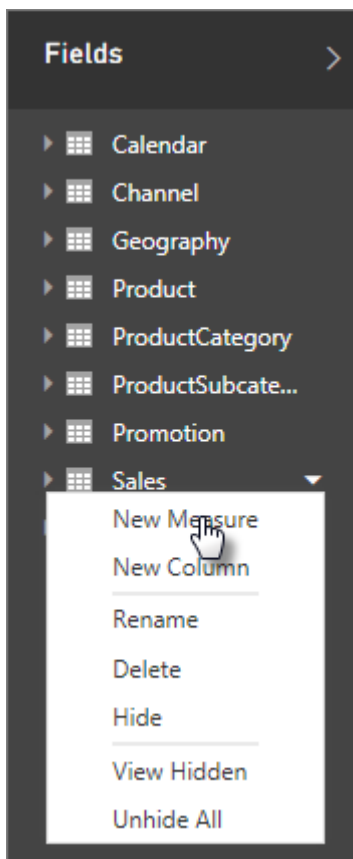 Fields
Calendar
Channel
Geography
Product
ProductCategory
ProductSubcate...
Promotion
Sales
New Measure
New Column
Rename
Delete
Hide
View Hidden
Unhide All